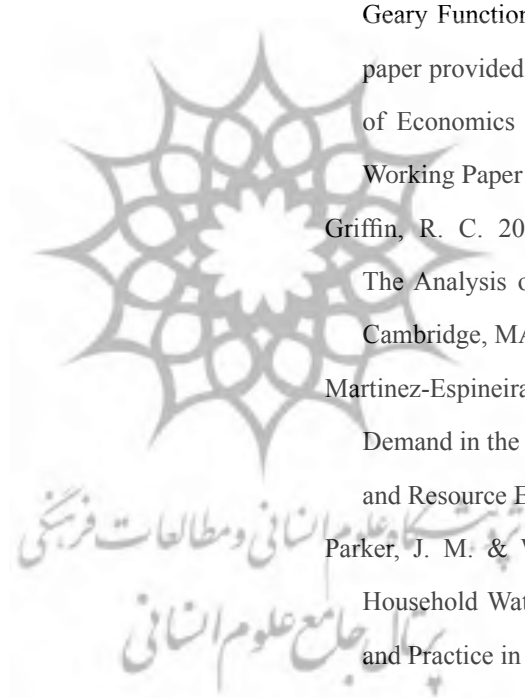 Geary Function
paper provided
of Economics
Working Paper
Griffin, R. C. 20
The Analysis o
Cambridge, MA
Martinez-Espineira
Demand in the
and Resource E
Parker, J. M. & W
Household Wat
and Practice in
پژوهشگاه علوم انسانی و مطالعات فرهنگی
پرتال جامع علوم انسانی